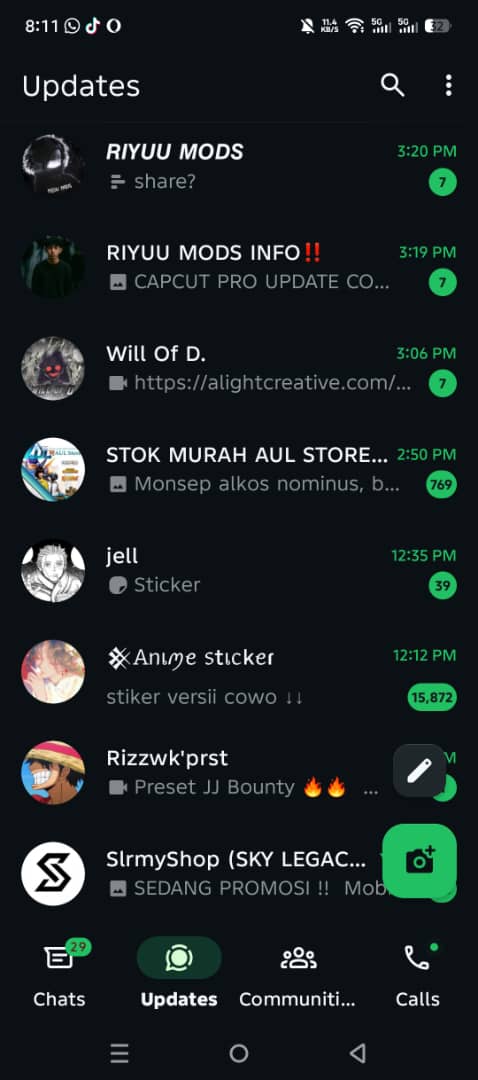 8:11
11.4
KB/S
5G
5G
32
Updates
RIYUU MODS
3:20 PM
share?
7
RIYUU MODS INFO‼️
3:19 PM
CAPCUT PRO UPDATE CO...
7
Will Of D.
3:06 PM
https://alightcreative.com/...
7
STOK MURAH AUL STORE...
2:50 PM
Monsep alkos nominus, b...
769
jell
12:35 PM
Sticker
39
Anime sticker
12:12 PM
stiker versii cowo ↓↓
15,872
Rizzwk'prst
Preset JJ Bounty 🔥🔥 ...
SlrmyShop (SKY LEGAC...
SEDANG PROMOSI !! Mobi
29
Chats
Updates
Communiti...
Calls